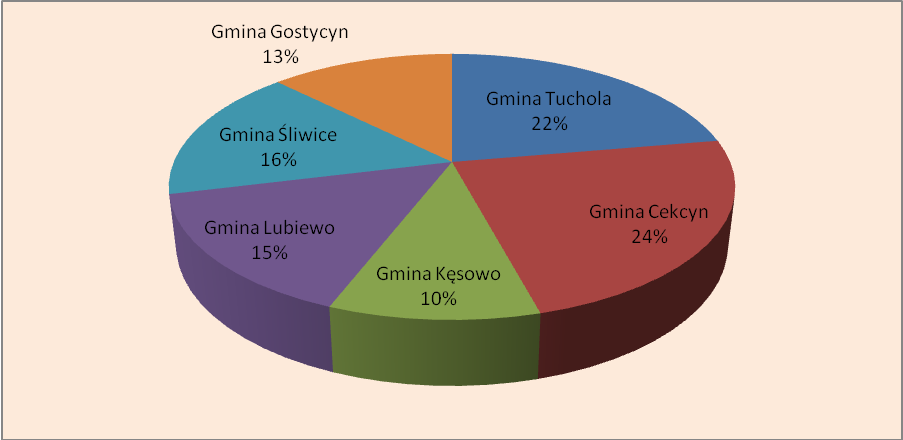 Gmina Gostycyn
13%
Gmina Tuchola
22%
Gmina Śliwice
16%
Gmina Cekcyn
24%
Gmina Lubiewo
15%
Gmina Kęsowo
10%